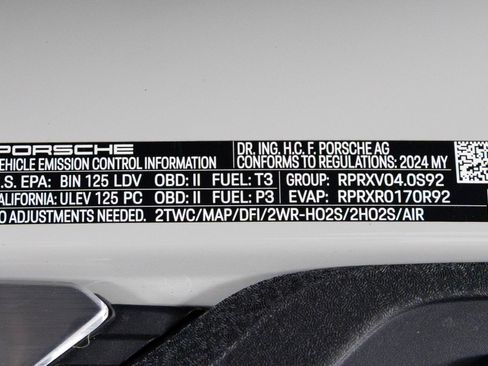 PORSCHE DR. ING. H.C. F. PORSCHE AG
VEHICLE EMISSION CONTROL INFORMATION CONFORMS TO REGULATIONS: 2024 MY
U.S. EPA: BIN 125 LDV OBD: II FUEL: T3 GROUP: RPRXV04.0S92
CALIFORNIA: ULEV 125 PC OBD: II FUEL: P3 EVAP: RPRXR0170R92
NO ADJUSTMENTS NEEDED. 2TWC/MAP/DFI/2WR-HO2S/2HO2S/AIR